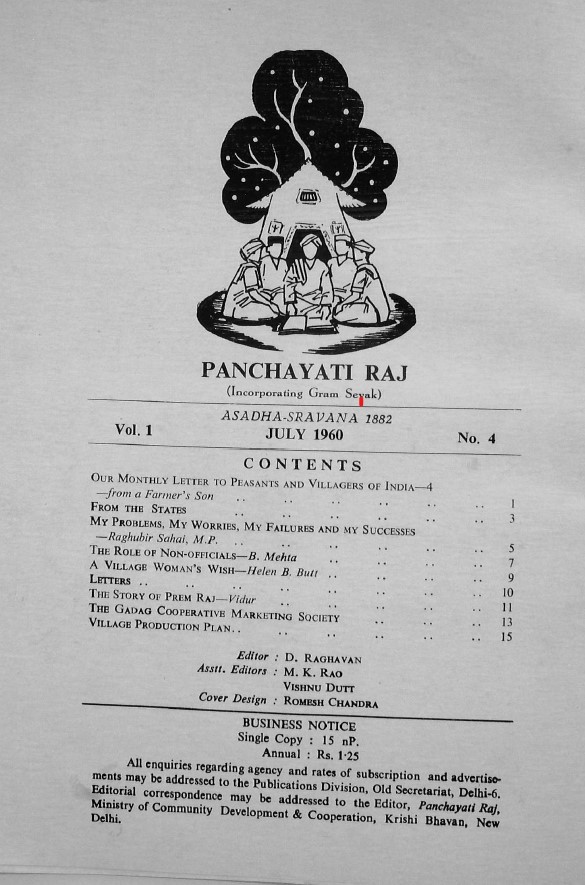 PANCHAYATI RAJ
(Incorporating Gram Sevak)
ASADHA-SRAVANA 1882
Vol. 1 JULY 1960 No. 4
CONTENTS
OUR MONTHLY LETTER TO PEASANTS AND VILLAGERS OF INDIA—4
—from a Farmer's Son .. .. .. .. .. .. 1
FROM THE STATES .. .. .. .. .. .. 3
MY PROBLEMS, MY WORRIES, MY FAILURES AND MY SUCCESSES
—Raghubir Sahai, M.P. .. .. .. .. .. .. 5
THE ROLE OF NON-OFFICIALS—B. Mehta .. .. .. .. 7
A VILLAGE WOMAN'S WISH—Helen B. Butt .. .. .. .. 9
LETTERS .. .. .. .. .. .. .. 10
THE STORY OF PREM RAJ—Vidur .. .. .. .. .. 11
THE GADAG COOPERATIVE MARKETING SOCIETY .. .. .. 13
VILLAGE PRODUCTION PLAN.. .. .. .. .. .. 15
Editor : D. RAGHAVAN
Asstt. Editors : M. K. RAO
VISHNU DUTT
Cover Design : ROMESH CHANDRA
BUSINESS NOTICE
Single Copy : 15 nP.
Annual : Rs. 1·25
All enquiries regarding agency and rates of subscription and advertise-
ments may be addressed to the Publications Division, Old Secretariat, Delhi-6.
Editorial correspondence may be addressed to the Editor, Panchayati Raj,
Ministry of Community Development & Cooperation, Krishi Bhavan, New
Delhi.